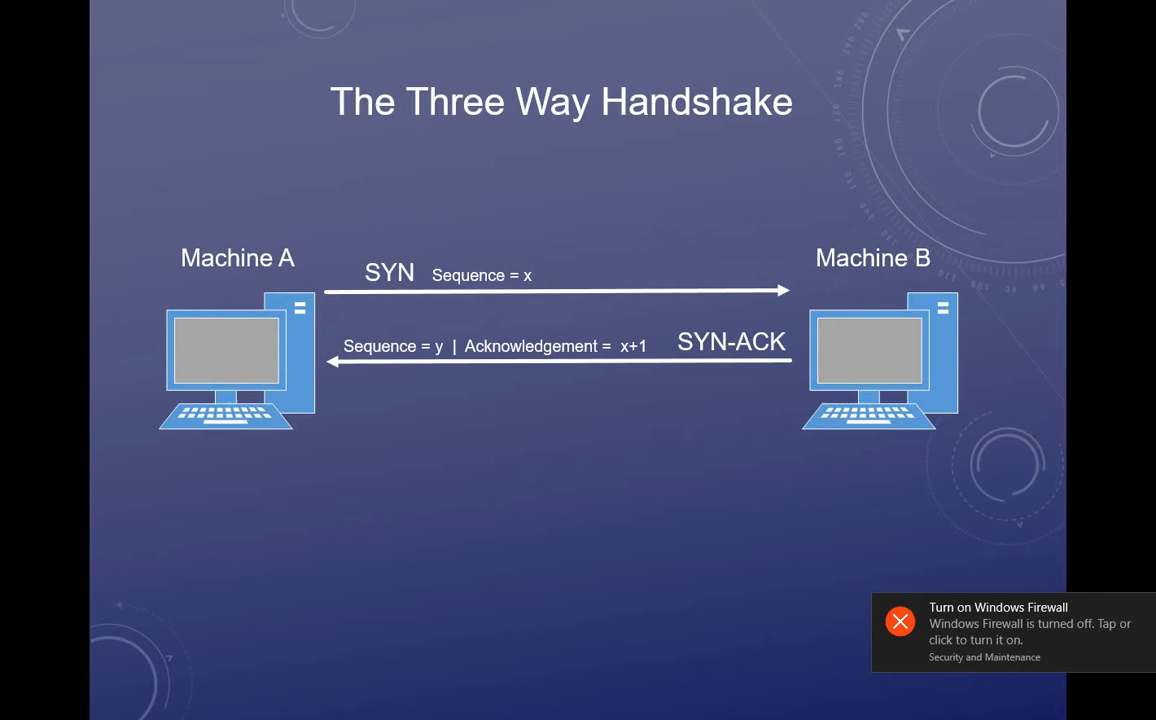 The Three Way Handshake
Machine A
Machine B
SYN Sequence = x
Sequence = y | Acknowledgement = x+1 SYN-ACK
Turn on Windows Firewall
Windows Firewall is turned off. Tap or
click to turn it on.
Security and Maintenance